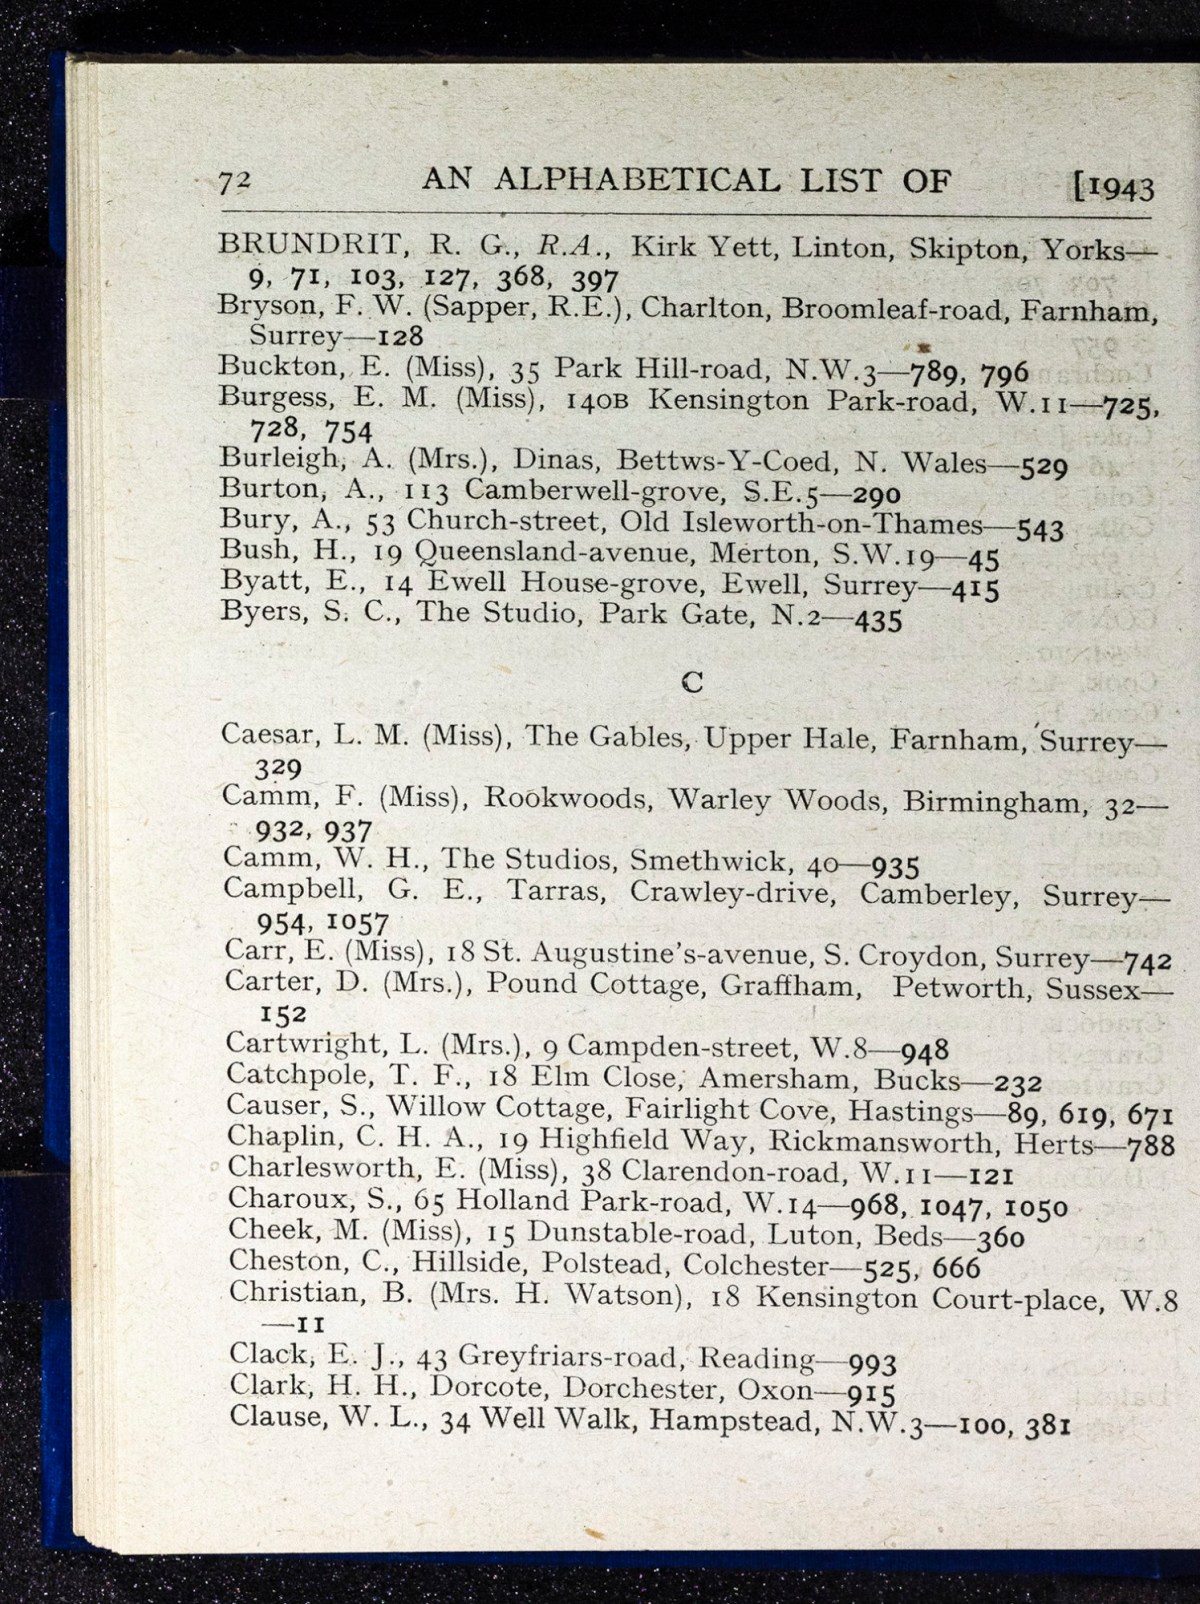 72 AN ALPHABETICAL LIST OF [1943
BRUNDRIT, R. G., R.A., Kirk Yett, Linton, Skipton, Yorks—
9, 71, 103, 127, 368, 397
Bryson, F. W. (Sapper, R.E.), Charlton, Broomleaf-road, Farnham,
Surrey—128
Buckton, E. (Miss), 35 Park Hill-road, N.W.3—789, 796
Burgess, E. M. (Miss), 140B Kensington Park-road, W.11—725,
728, 754
Burleigh, A. (Mrs.), Dinas, Bettws-Y-Coed, N. Wales—529
Burton, A., 113 Camberwell-grove, S.E.5—290
Bury, A., 53 Church-street, Old Isleworth-on-Thames—543
Bush, H., 19 Queensland-avenue, Merton, S.W.19—45
Byatt, E., 14 Ewell House-grove, Ewell, Surrey—415
Byers, S. C., The Studio, Park Gate, N.2—435
C
Caesar, L. M. (Miss), The Gables, Upper Hale, Farnham, Surrey—
329
Camm, F. (Miss), Rookwoods, Warley Woods, Birmingham, 32—
932, 937
Camm, W. H., The Studios, Smethwick, 40—935
Campbell, G. E., Tarras, Crawley-drive, Camberley, Surrey—
954, 1057
Carr, E. (Miss), 18 St. Augustine's-avenue, S. Croydon, Surrey—742
Carter, D. (Mrs.), Pound Cottage, Graffham, Petworth, Sussex—
152
Cartwright, L. (Mrs.), 9 Campden-street, W.8—948
Catchpole, T. F., 18 Elm Close, Amersham, Bucks—232
Causer, S., Willow Cottage, Fairlight Cove, Hastings—89, 619, 671
Chaplin, C. H. A., 19 Highfield Way, Rickmansworth, Herts—788
Charlesworth, E. (Miss), 38 Clarendon-road, W.11—121
Charoux, S., 65 Holland Park-road, W.14—968, 1047, 1050
Cheek, M. (Miss), 15 Dunstable-road, Luton, Beds—360
Cheston, C., Hillside, Polstead, Colchester—525, 666
Christian, B. (Mrs. H. Watson), 18 Kensington Court-place, W.8
—11
Clack, E. J., 43 Greyfriars-road, Reading—993
Clark, H. H., Dorcote, Dorchester, Oxon—915
Clause, W. L., 34 Well Walk, Hampstead, N.W.3—100, 381